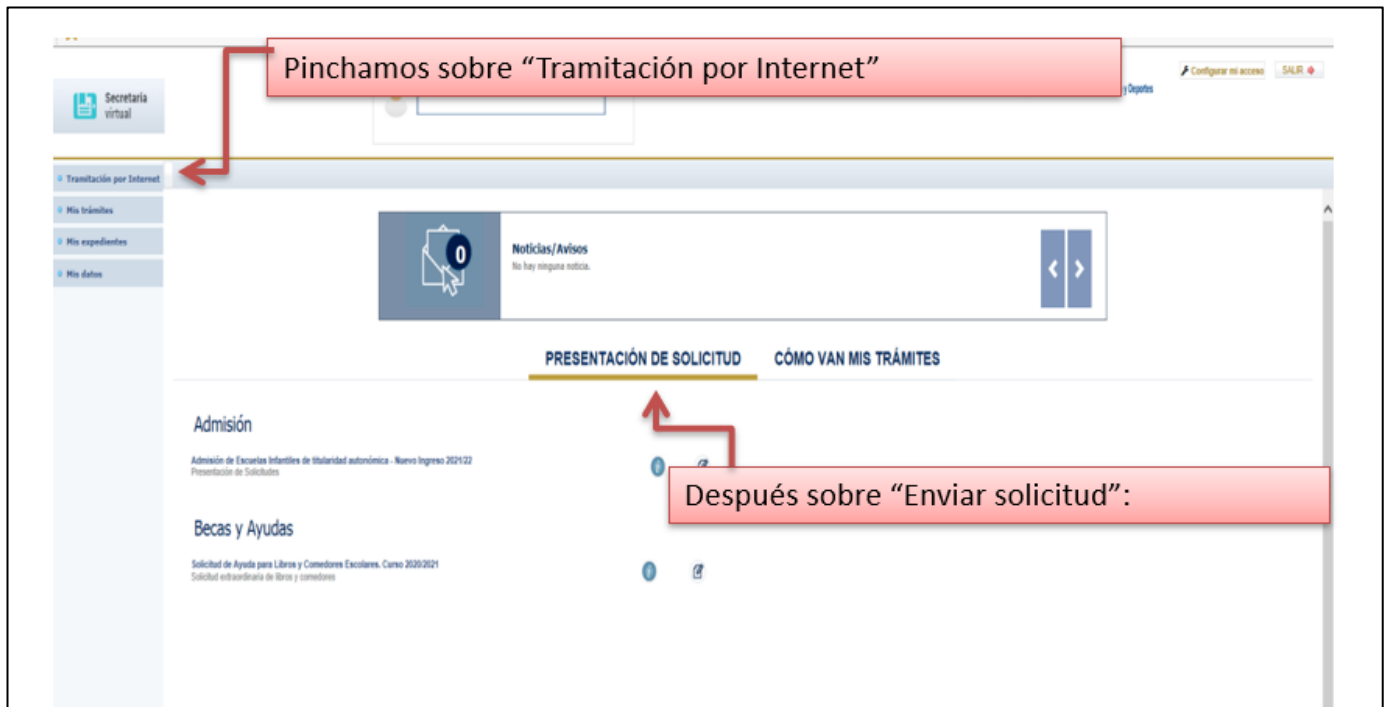 Pinchamos sobre “Tramitación por Internet”
Configurar mi acceso
SALIR
y Deportes
Secretaría
virtual
Tramitación por Internet
Mis trámites
Mis expedientes
Mis datos
0
Noticias/Avisos
No hay ninguna noticia.
PRESENTACIÓN DE SOLICITUD
CÓMO VAN MIS TRÁMITES
Admisión
Admisión de Escuelas Infantiles de titularidad autonómica - Nuevo Ingreso 2021/22
Presentación de Solicitudes
Después sobre “Enviar solicitud”:
Becas y Ayudas
Solicitud de Ayuda para Libros y Comedores Escolares. Curso 2020/2021
Solicitud extraordinaria de libros y comedores